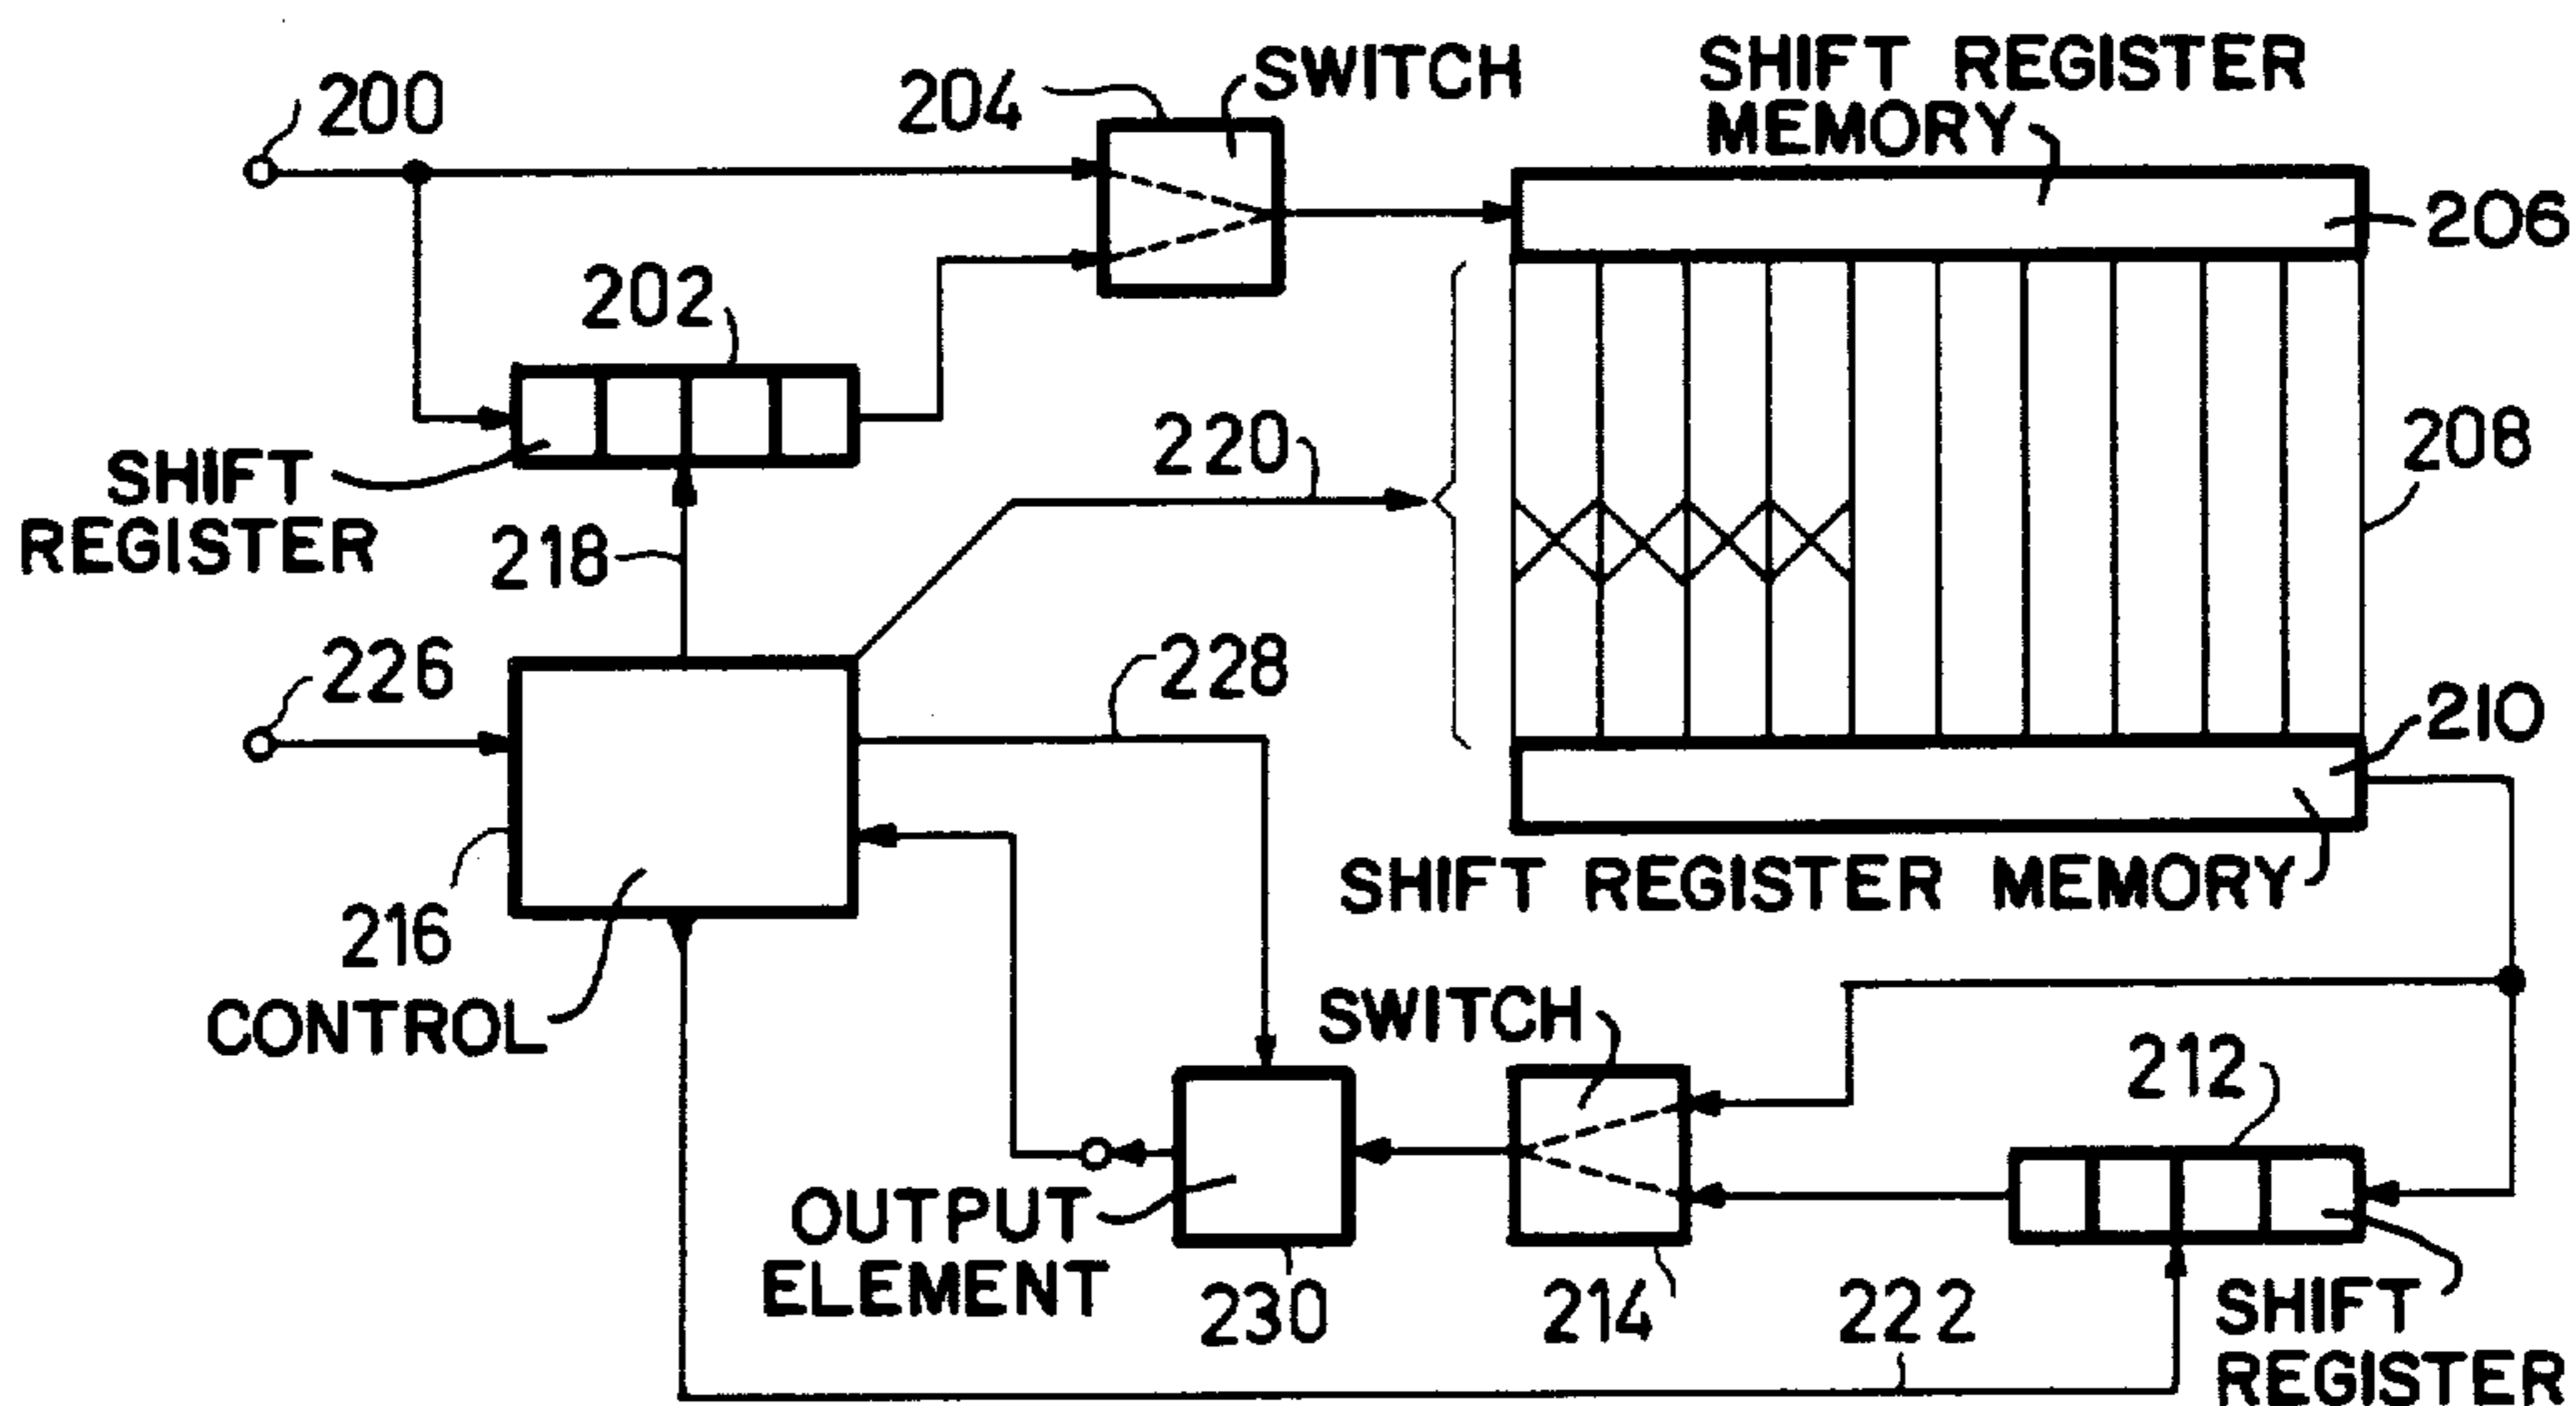 200
204
SWITCH
SHIFT REGISTER
MEMORY
206
202
220
208
SHIFT
REGISTER
218
226
228
210
216
SHIFT REGISTER MEMORY
CONTROL
SWITCH
212
OUTPUT
ELEMENT
230
214
222
SHIFT
REGISTER